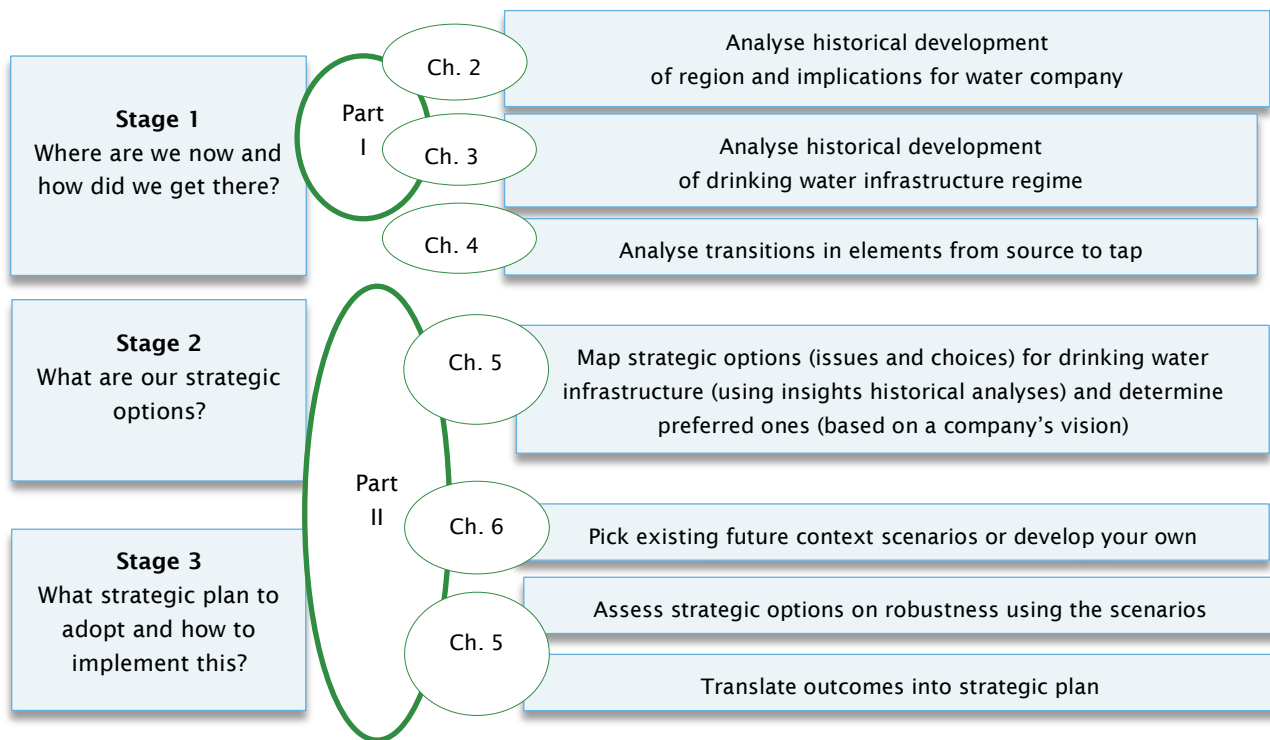 Stage 1
Where are we now and
how did we get there?
Part
I
Ch. 2
Analyse historical development
of region and implications for water company
Ch. 3
Analyse historical development
of drinking water infrastructure regime
Ch. 4
Analyse transitions in elements from source to tap
Stage 2
What are our strategic
options?
Part
II
Ch. 5
Map strategic options (issues and choices) for drinking water
infrastructure (using insights historical analyses) and determine
preferred ones (based on a company's vision)
Stage 3
What strategic plan to
adopt and how to
implement this?
Ch. 6
Pick existing future context scenarios or develop your own
Ch. 5
Assess strategic options on robustness using the scenarios
Translate outcomes into strategic plan